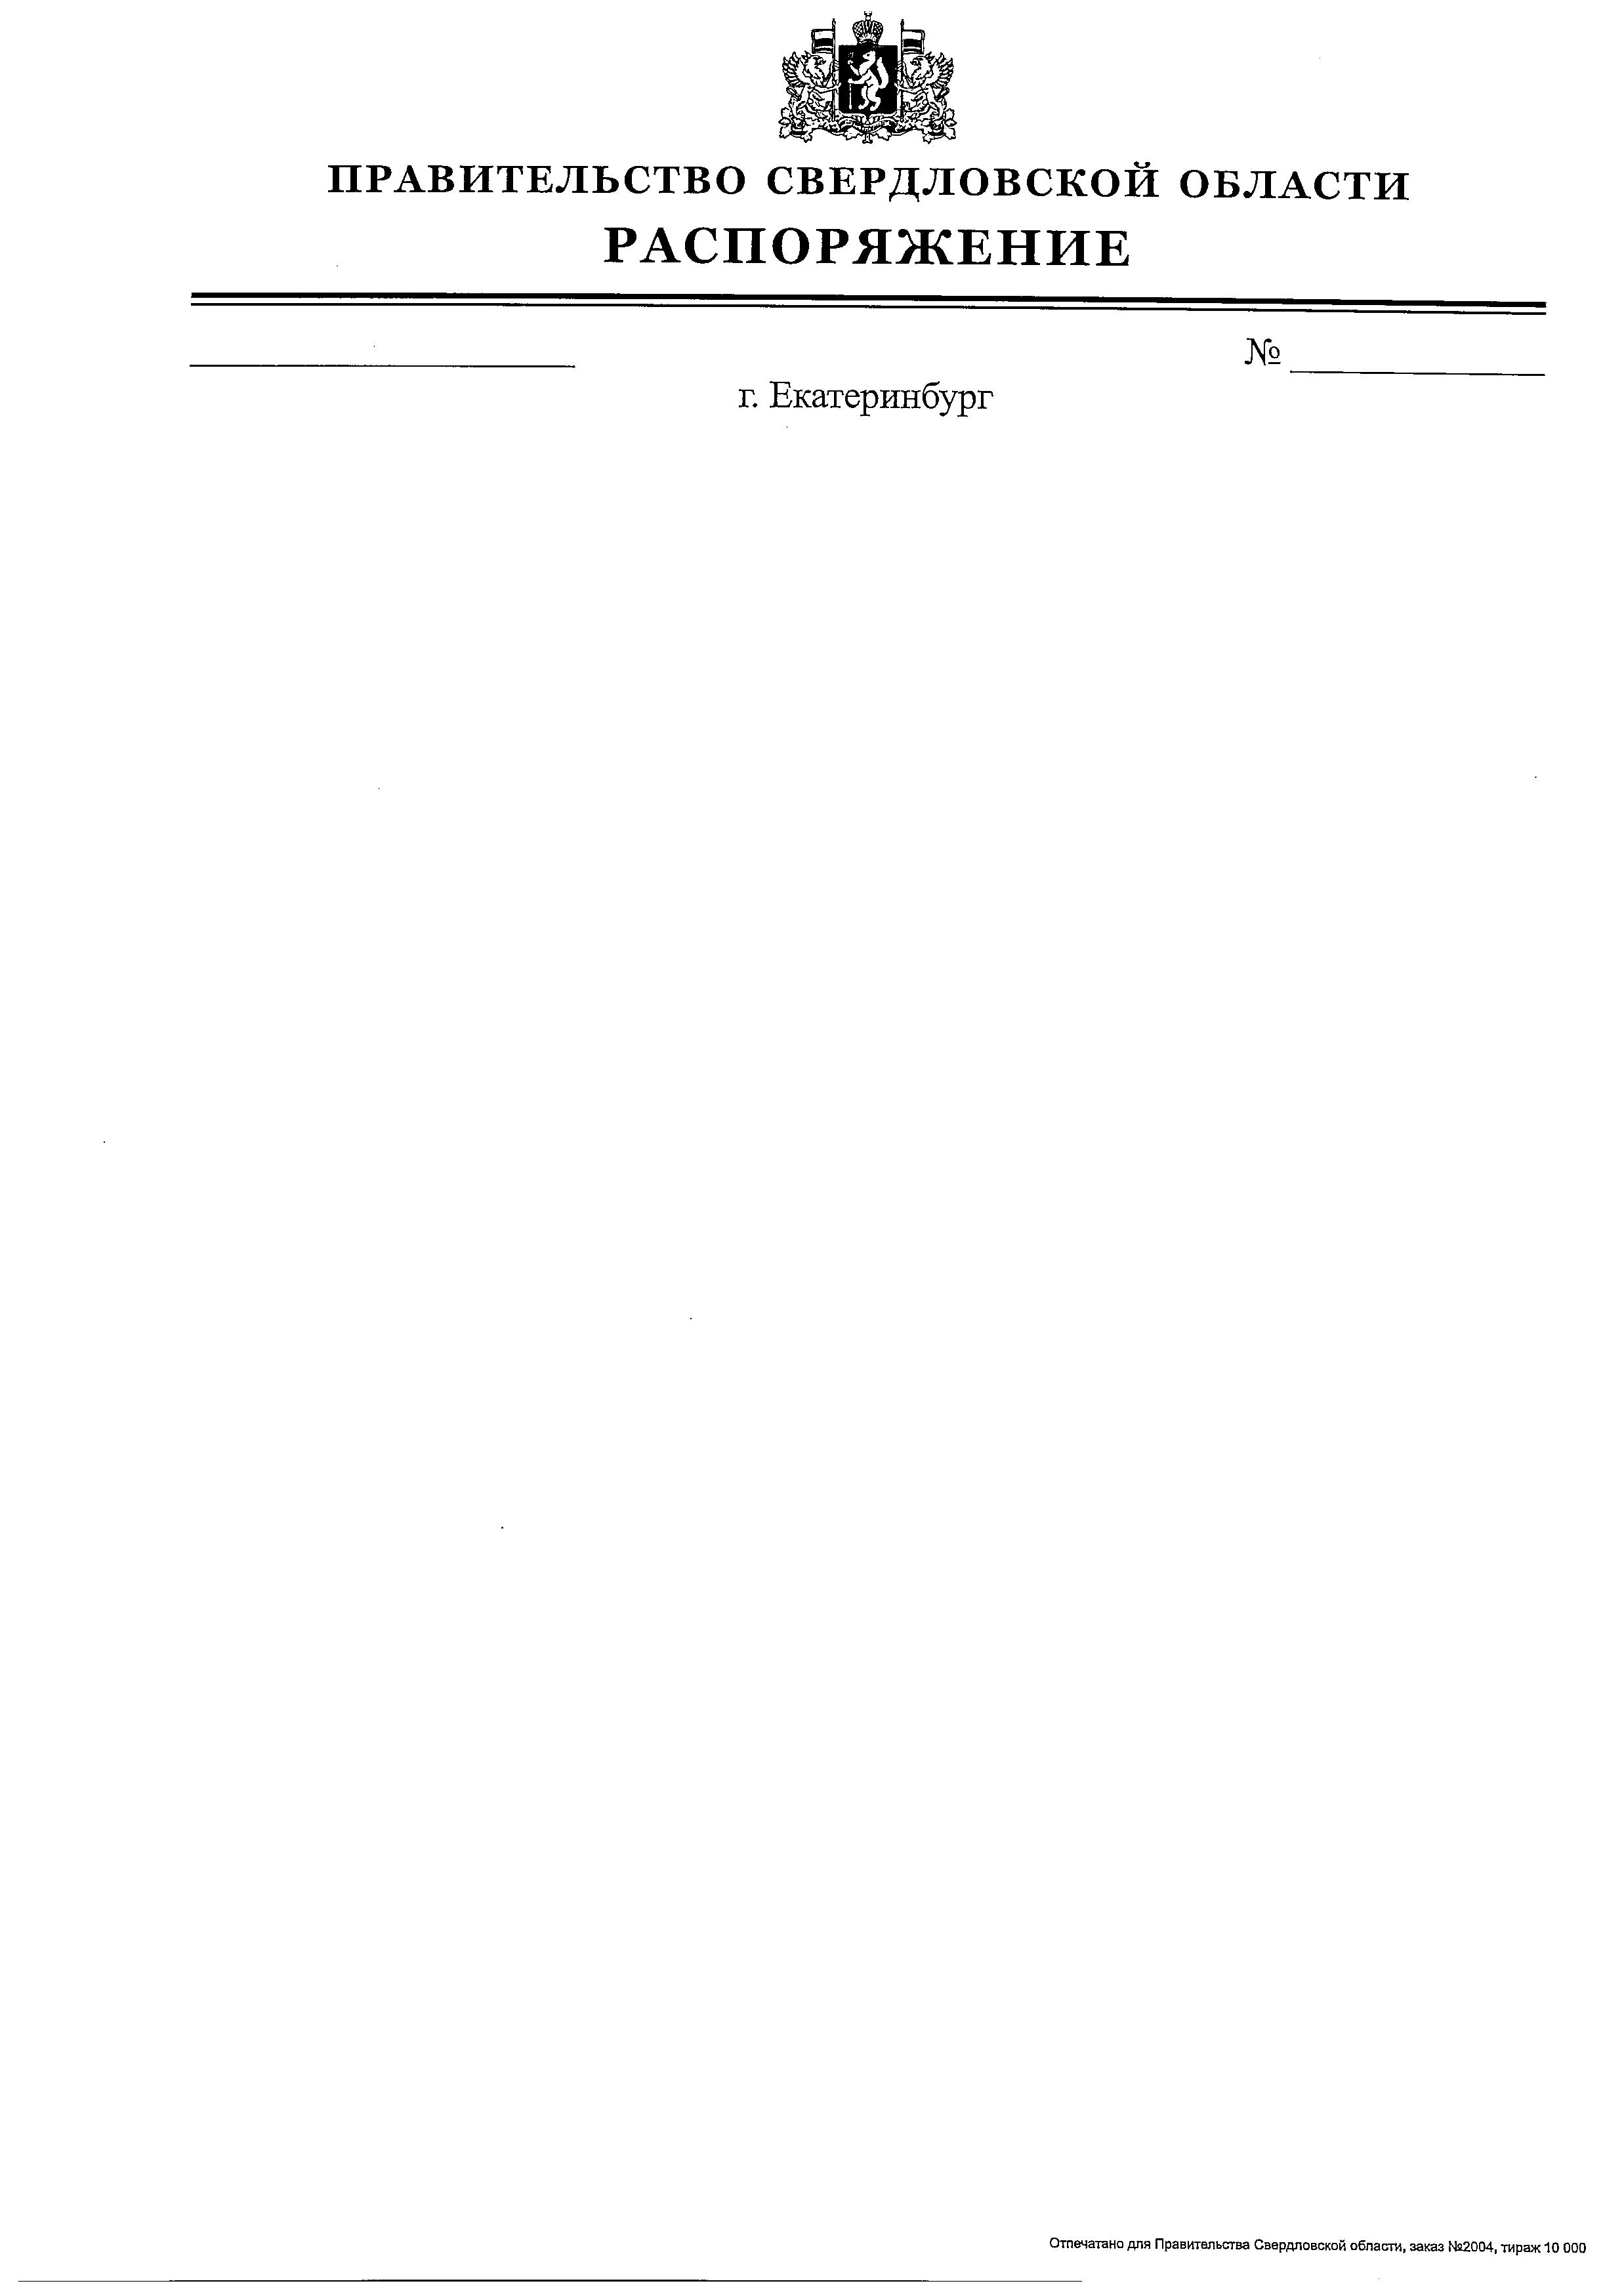 ПРАВИТЕЛЬСТВО СВЕРДЛОВСКОЙ ОБЛАСТИ
РАСПОРЯЖЕНИЕ
№
г. Екатеринбург
Отпечатано для Правительства Свердловской области, заказ №2004, тираж 10 000